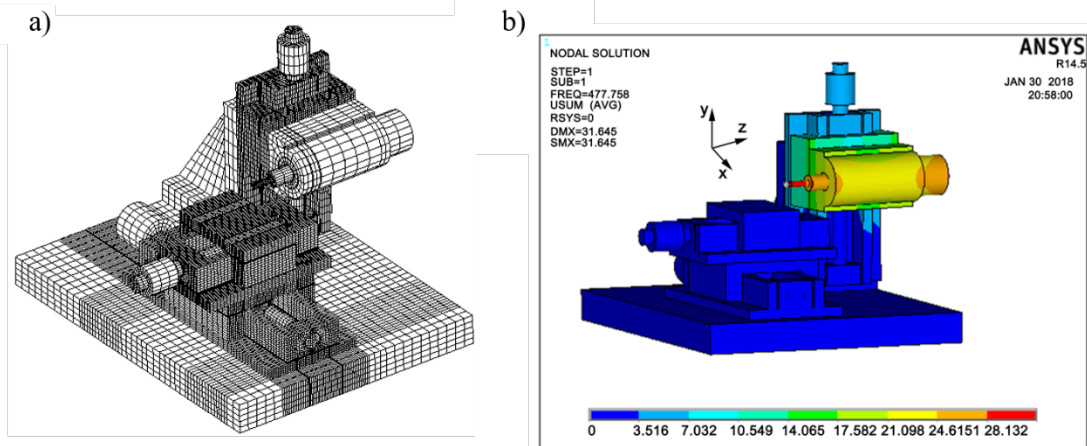 a)
b)
1
NODAL SOLUTION
STEP=1
SUB=1
FREQ=477.758
USUM (AVG)
RSYS=0
DMX=31.645
SMX=31.645
ANSYS
R14.5
JAN 30 2018
20:58:00
y
z
x
0 3.516 7.032 10.549 14.065 17.582 21.098 24.6151 28.132